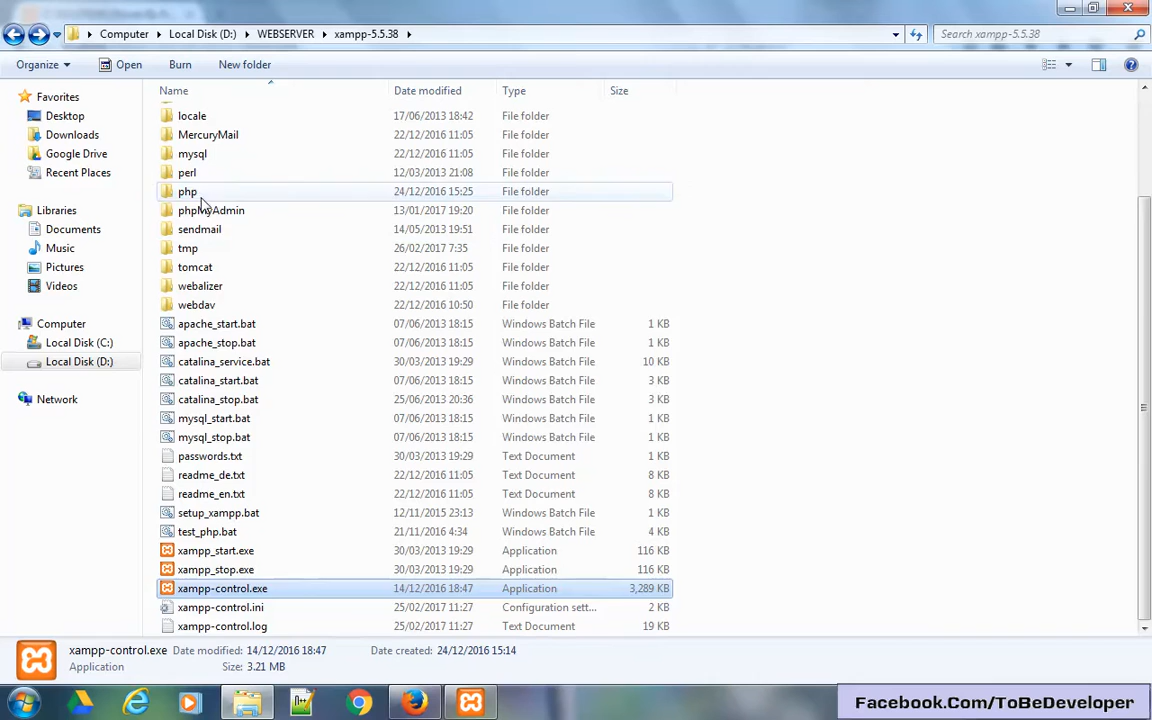 Computer ▸ Local Disk (D:) ▸ WEBSERVER ▸ xampp-5.5.38 ▸ Search xampp-5.5.38
Organize Open Burn New folder
Name Date modified Type Size
Favorites
Desktop
Downloads
Google Drive
Recent Places
Libraries
Documents
Music
Pictures
Videos
Computer
Local Disk (C:)
Local Disk (D:)
Network
locale 17/06/2013 18:42 File folder
MercuryMail 22/12/2016 11:05 File folder
mysql 22/12/2016 11:05 File folder
perl 12/03/2013 21:08 File folder
php 24/12/2016 15:25 File folder
phpMyAdmin 13/01/2017 19:20 File folder
sendmail 14/05/2013 19:51 File folder
tmp 26/02/2017 7:35 File folder
tomcat 22/12/2016 11:05 File folder
webalizer 22/12/2016 11:05 File folder
webdav 22/12/2016 10:50 File folder
apache_start.bat 07/06/2013 18:15 Windows Batch File 1 KB
apache_stop.bat 07/06/2013 18:15 Windows Batch File 1 KB
catalina_service.bat 30/03/2013 19:29 Windows Batch File 10 KB
catalina_start.bat 07/06/2013 18:15 Windows Batch File 3 KB
catalina_stop.bat 25/06/2013 20:36 Windows Batch File 3 KB
mysql_start.bat 07/06/2013 18:15 Windows Batch File 1 KB
mysql_stop.bat 07/06/2013 18:15 Windows Batch File 1 KB
passwords.txt 30/03/2013 19:29 Text Document 1 KB
readme_de.txt 22/12/2016 11:05 Text Document 8 KB
readme_en.txt 22/12/2016 11:05 Text Document 8 KB
setup_xampp.bat 12/11/2015 23:13 Windows Batch File 1 KB
test_php.bat 21/11/2016 4:34 Windows Batch File 4 KB
xampp_start.exe 30/03/2013 19:29 Application 116 KB
xampp_stop.exe 30/03/2013 19:29 Application 116 KB
xampp-control.exe 14/12/2016 18:47 Application 3,289 KB
xampp-control.ini 25/02/2017 11:27 Configuration sett... 2 KB
xampp-control.log 25/02/2017 11:27 Text Document 19 KB
xampp-control.exe Date modified: 14/12/2016 18:47 Date created: 24/12/2016 15:14
Application Size: 3.21 MB
Facebook.Com/ToBeDeveloper